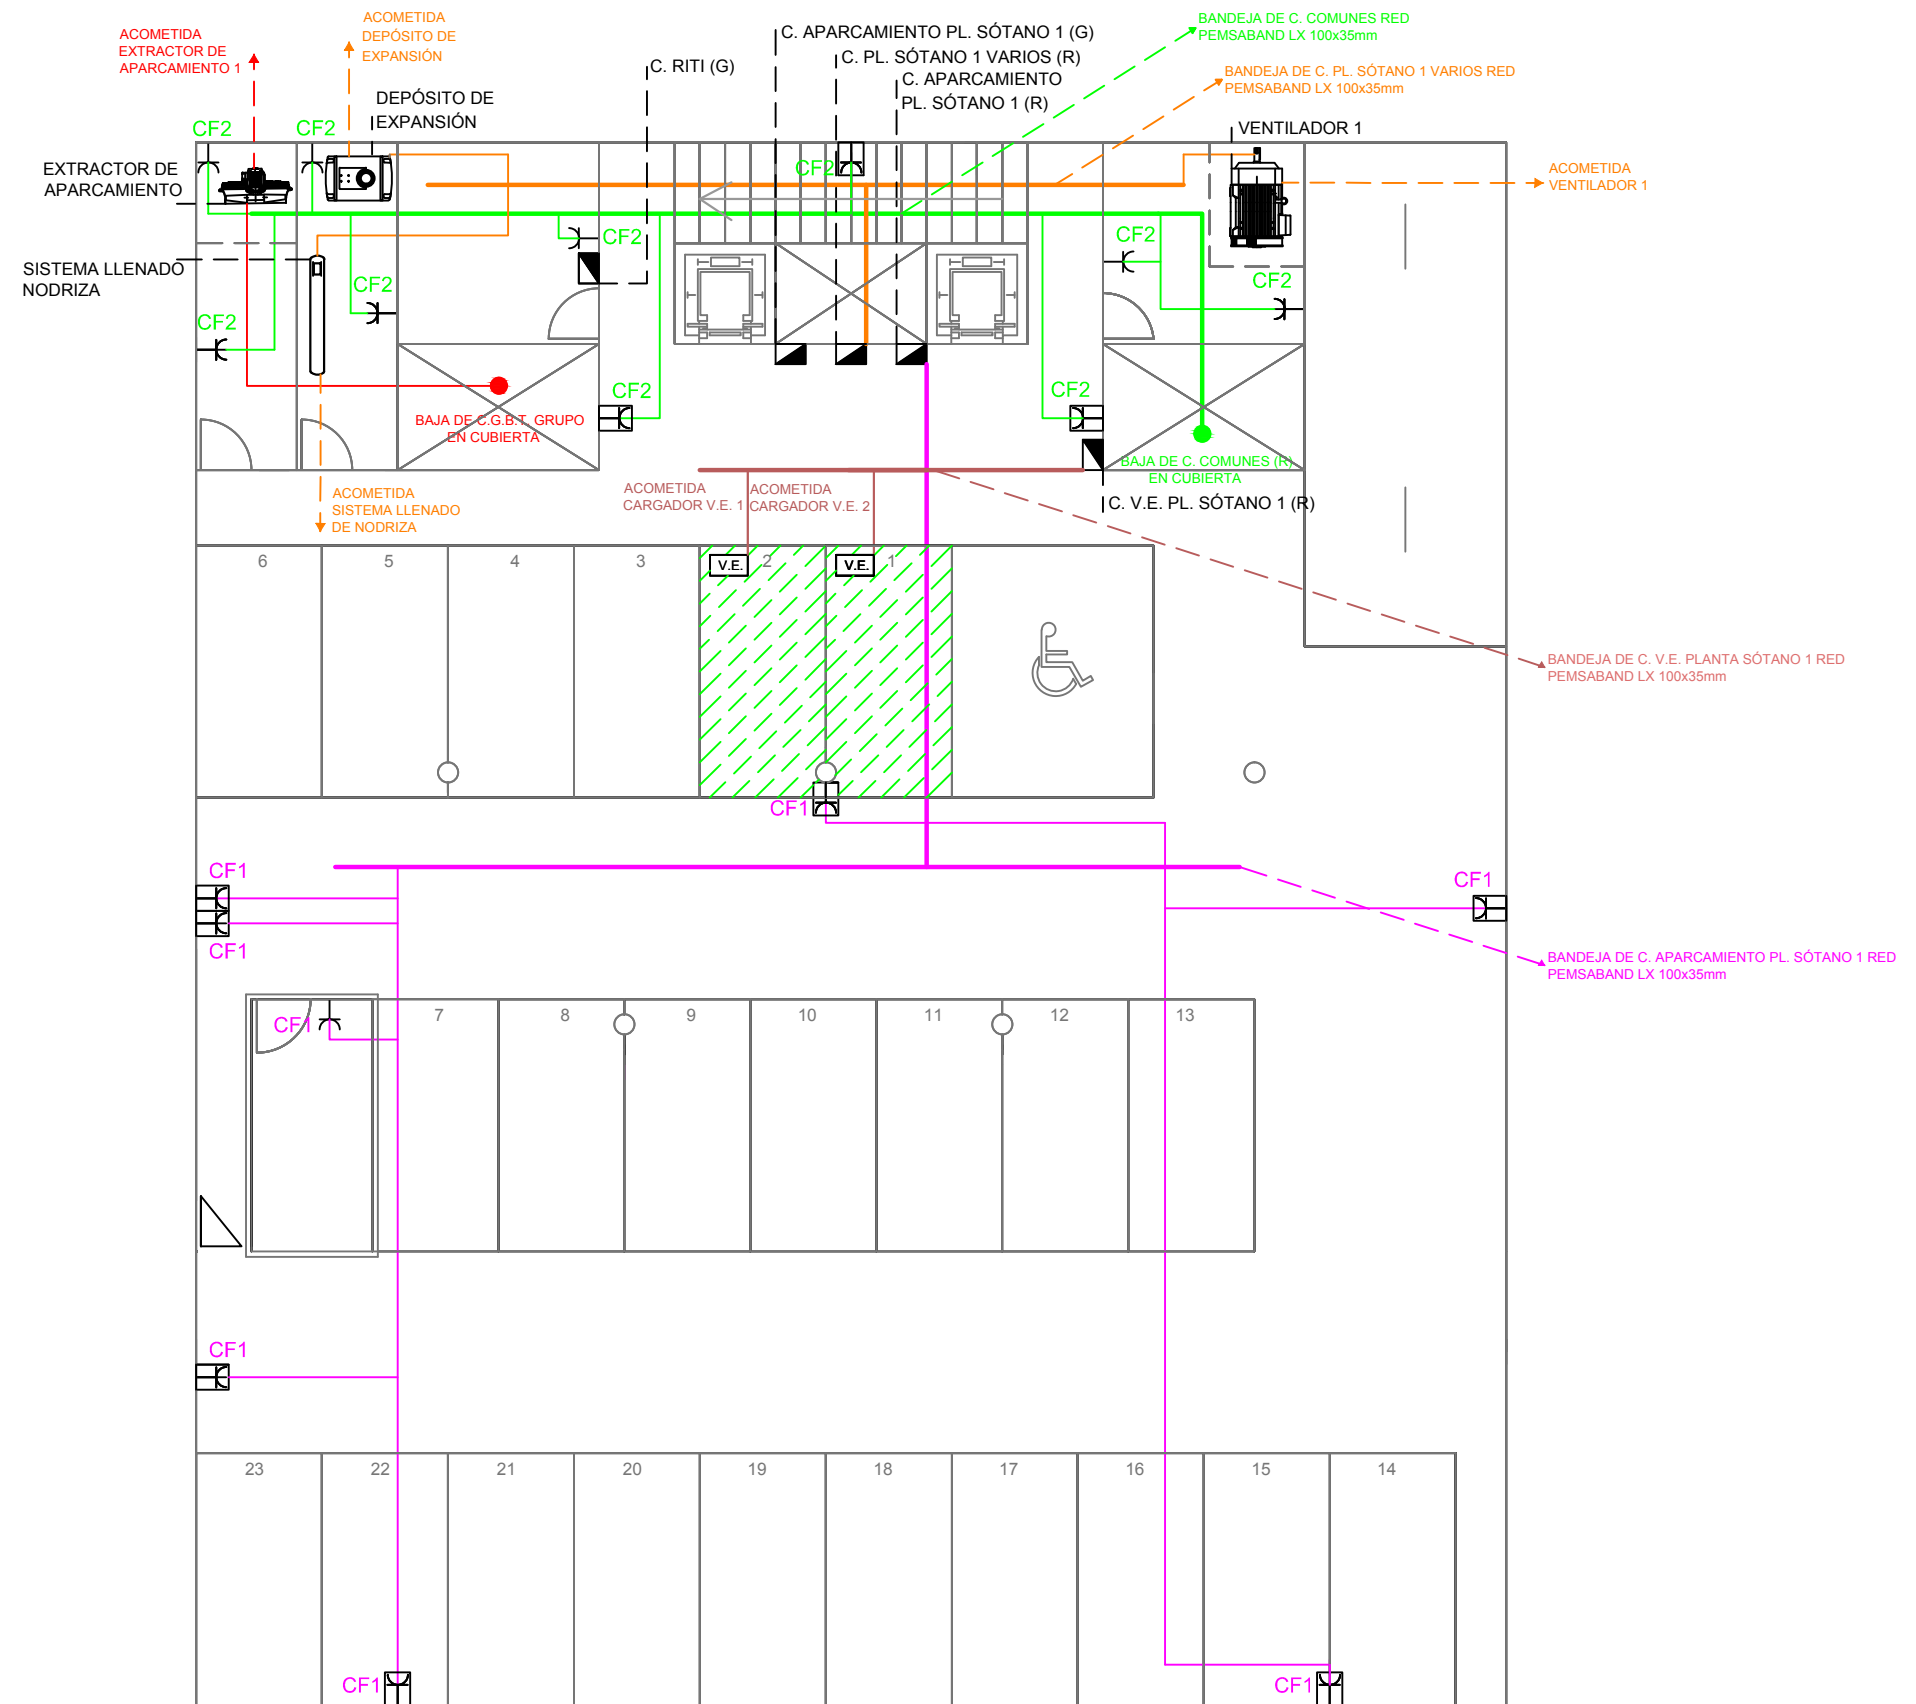 ACOMETIDA
EXTRACTOR DE
APARCAMIENTO 1
ACOMETIDA
DEPÓSITO DE
EXPANSIÓN
DEPÓSITO DE
EXPANSIÓN
C. RITI (G)
C. APARCAMIENTO PL. SÓTANO 1 (G)
C. PL. SÓTANO 1 VARIOS (R)
C. APARCAMIENTO
PL. SÓTANO 1 (R)
BANDEJA DE C. COMUNES RED
PEMSABAND LX 100x35mm
BANDEJA DE C. PL. SÓTANO 1 VARIOS RED
PEMSABAND LX 100x35mm
VENTILADOR 1
ACOMETIDA
VENTILADOR 1
CF2
CF2
CF2
EXTRACTOR DE
APARCAMIENTO
SISTEMA LLENADO
NODRIZA
CF2
CF2
CF2
CF2
CF2
CF2
CF2
BAJA DE C.G.B.T. GRUPO
EN CUBIERTA
BAJA DE C. COMUNES (R)
EN CUBIERTA
ACOMETIDA
SISTEMA LLENADO
DE NODRIZA
ACOMETIDA
CARGADOR V.E. 1
ACOMETIDA
CARGADOR V.E. 2
C. V.E. PL. SÓTANO 1 (R)
6
5
4
3
2
1
V.E.
V.E.
BANDEJA DE C. V.E. PLANTA SÓTANO 1 RED
PEMSABAND LX 100x35mm
CF1
CF1
CF1
CF1
BANDEJA DE C. APARCAMIENTO PL. SÓTANO 1 RED
PEMSABAND LX 100x35mm
CF1
7
8
9
10
11
12
13
CF1
23
22
21
20
19
18
17
16
15
14
CF1
CF1